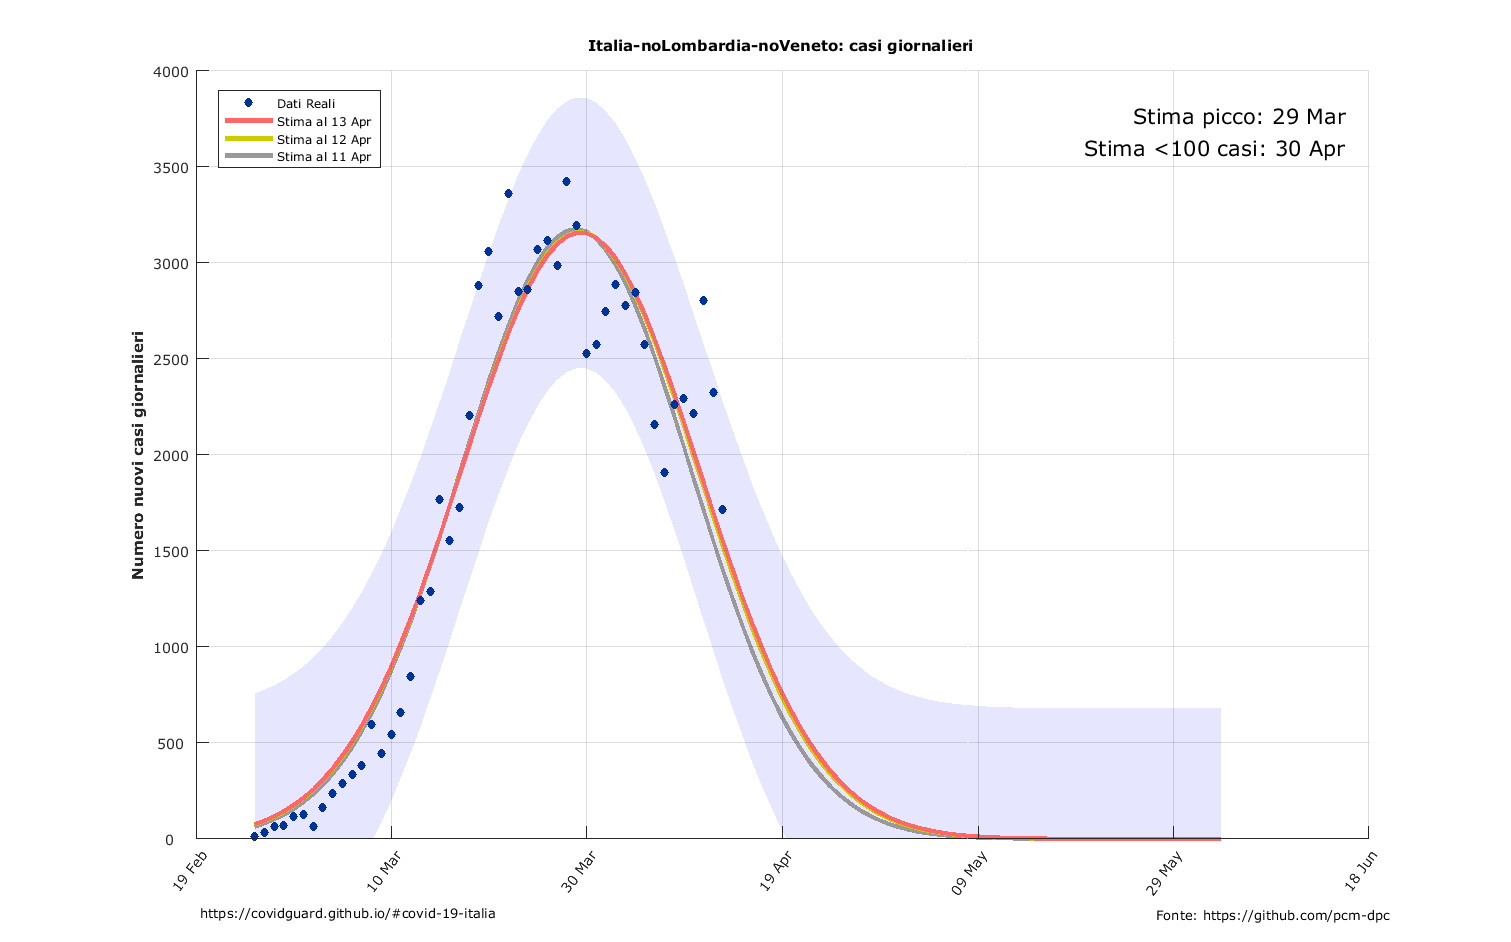 Italia-noLombardia-noVeneto: casi giornalieri
Dati Reali
Stima al 13 Apr
Stima al 12 Apr
Stima al 11 Apr
Stima picco: 29 Mar
Stima <100 casi: 30 Apr
Numero nuovi casi giornalieri
4000
3500
3000
2500
2000
1500
1000
500
0
19 Feb
10 Mar
30 Mar
19 Apr
09 May
29 May
18 Jun
https://covidguard.github.io/#covid-19-italia
Fonte: https://github.com/pcm-dpc